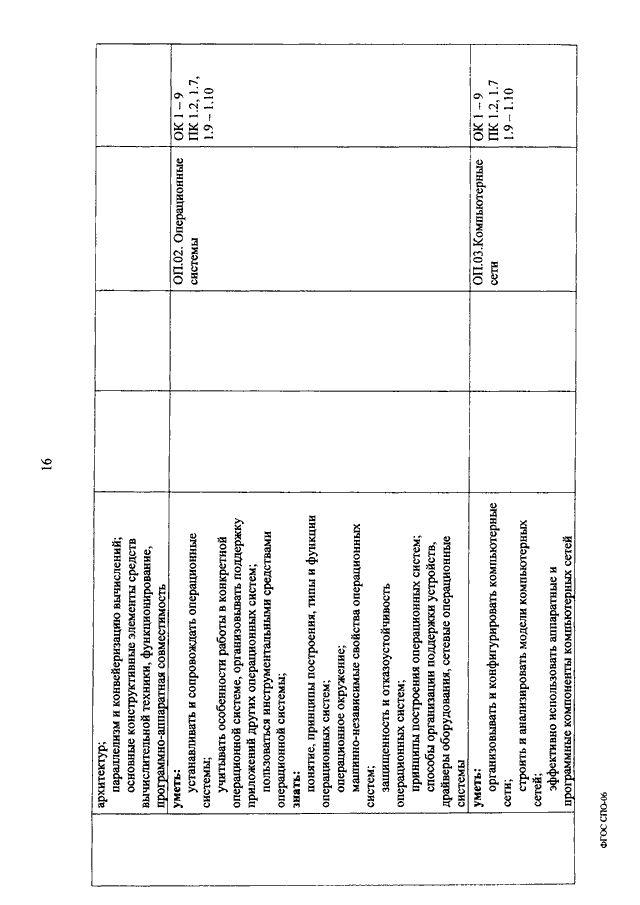 16
архитектур;
параллелизм и конвейеризацию вычислений;
основные конструктивные элементы средств
вычислительной техники, функционирование,
программно-аппаратная совместимость
уметь:
устанавливать и сопровождать операционные
системы;
учитывать особенности работы в конкретной
операционной системе, организовывать поддержку
приложений других операционных систем;
пользоваться инструментальными средствами
операционной системы;
знать:
понятие, принципы построения, типы и функции
операционных систем;
операционное окружение;
машинно-независимые свойства операционных
систем;
защищенность и отказоустойчивость
операционных систем;
принципы построения операционных систем;
способы организации поддержки устройств,
драйверы оборудования, сетевые операционные
системы
ОП.02. Операционные
системы
ОК 1 – 9
ПК 1.2, 1.7,
1.9 – 1.10
уметь:
организовывать и конфигурировать компьютерные
сети;
строить и анализировать модели компьютерных
сетей;
эффективно использовать аппаратные и
программные компоненты компьютерных сетей
ОП.03.Компьютерные
сети
ОК 1 – 9
ПК 1.2, 1.7
1.9 – 1.10
ФГОС СПО-06